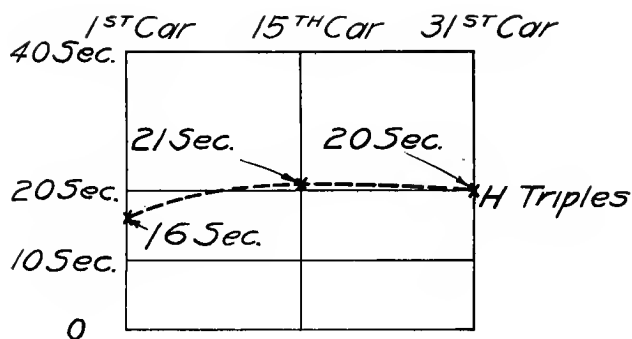 1ST Car 15TH Car 31ST Car
40 Sec.
21 Sec. 20 Sec.
20 Sec. H Triples
16 Sec.
10 Sec.
0